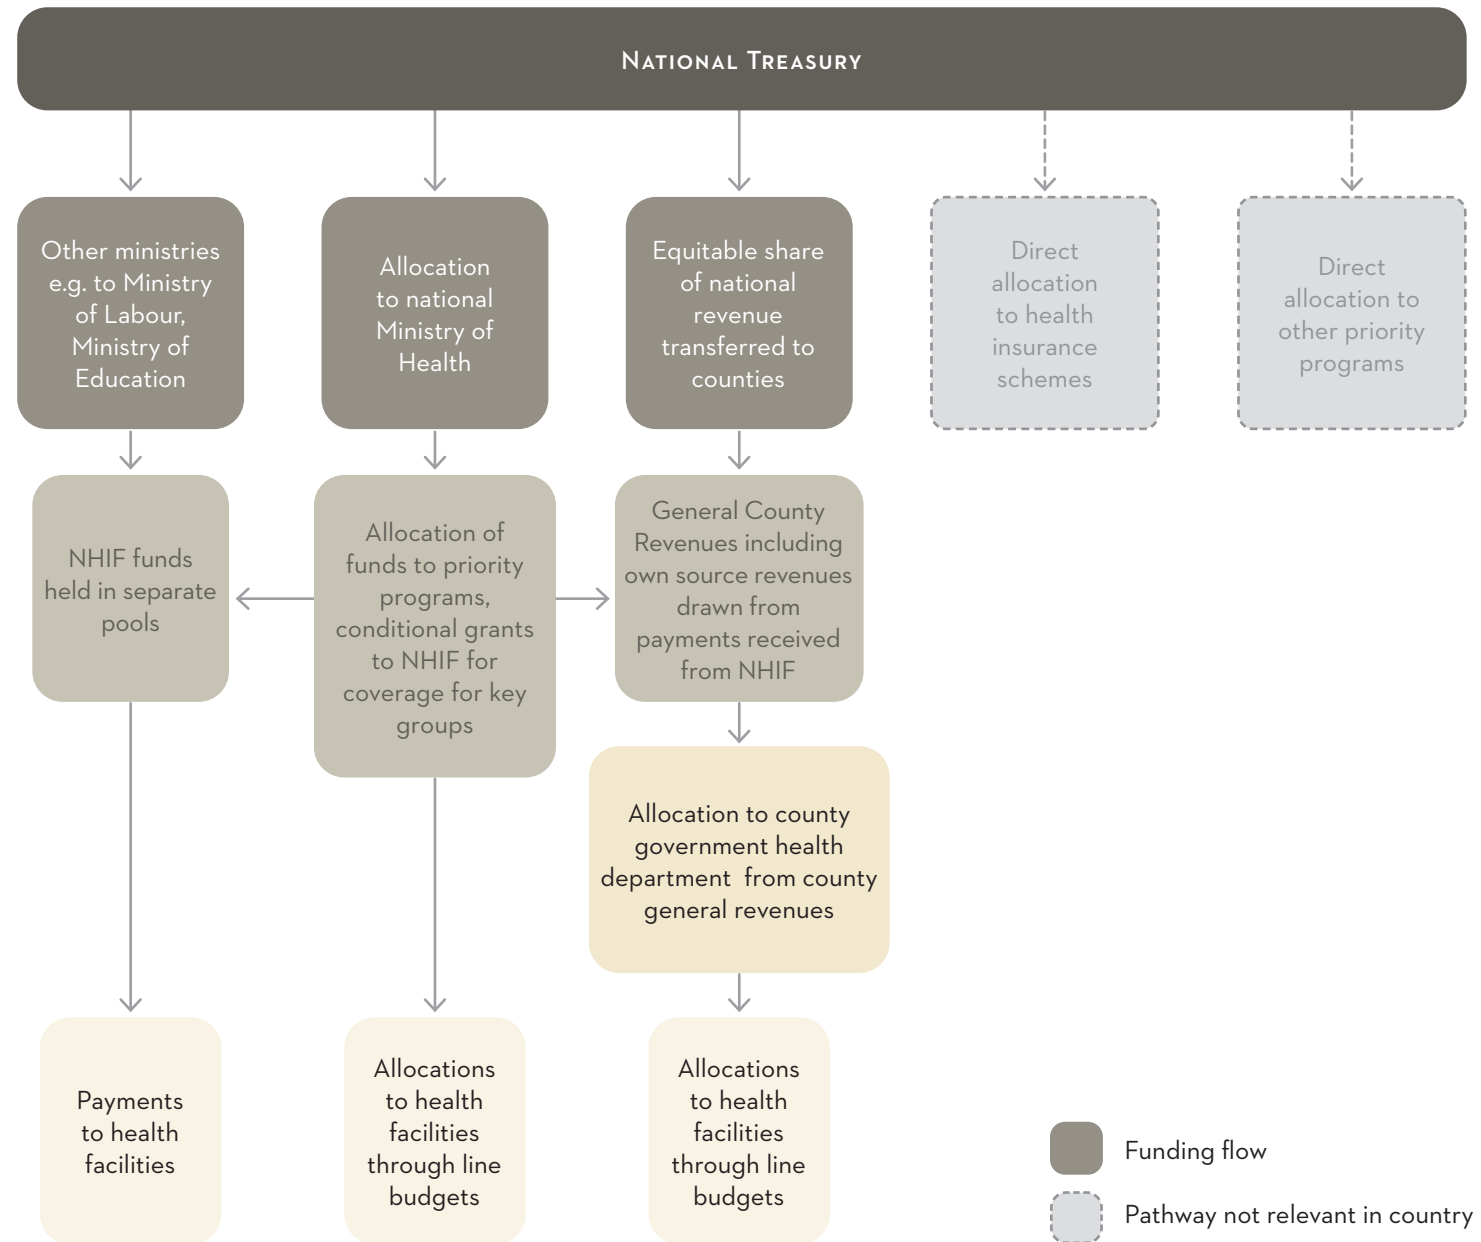 NATIONAL TREASURY
Other ministries
e.g. to Ministry
of Labour,
Ministry of
Education
Allocation
to national
Ministry of
Health
Equitable share
of national
revenue
transferred to
counties
Direct
allocation
to health
insurance
schemes
Direct
allocation to
other priority
programs
NHIF funds
held in separate
pools
Allocation of
funds to priority
programs,
conditional grants
to NHIF for
coverage for key
groups
General County
Revenues including
own source revenues
drawn from
payments received
from NHIF
Allocation to county
government health
department from county
general revenues
Payments
to health
facilities
Allocations
to health
facilities
through line
budgets
Allocations
to health
facilities
through line
budgets
Funding flow
Pathway not relevant in country